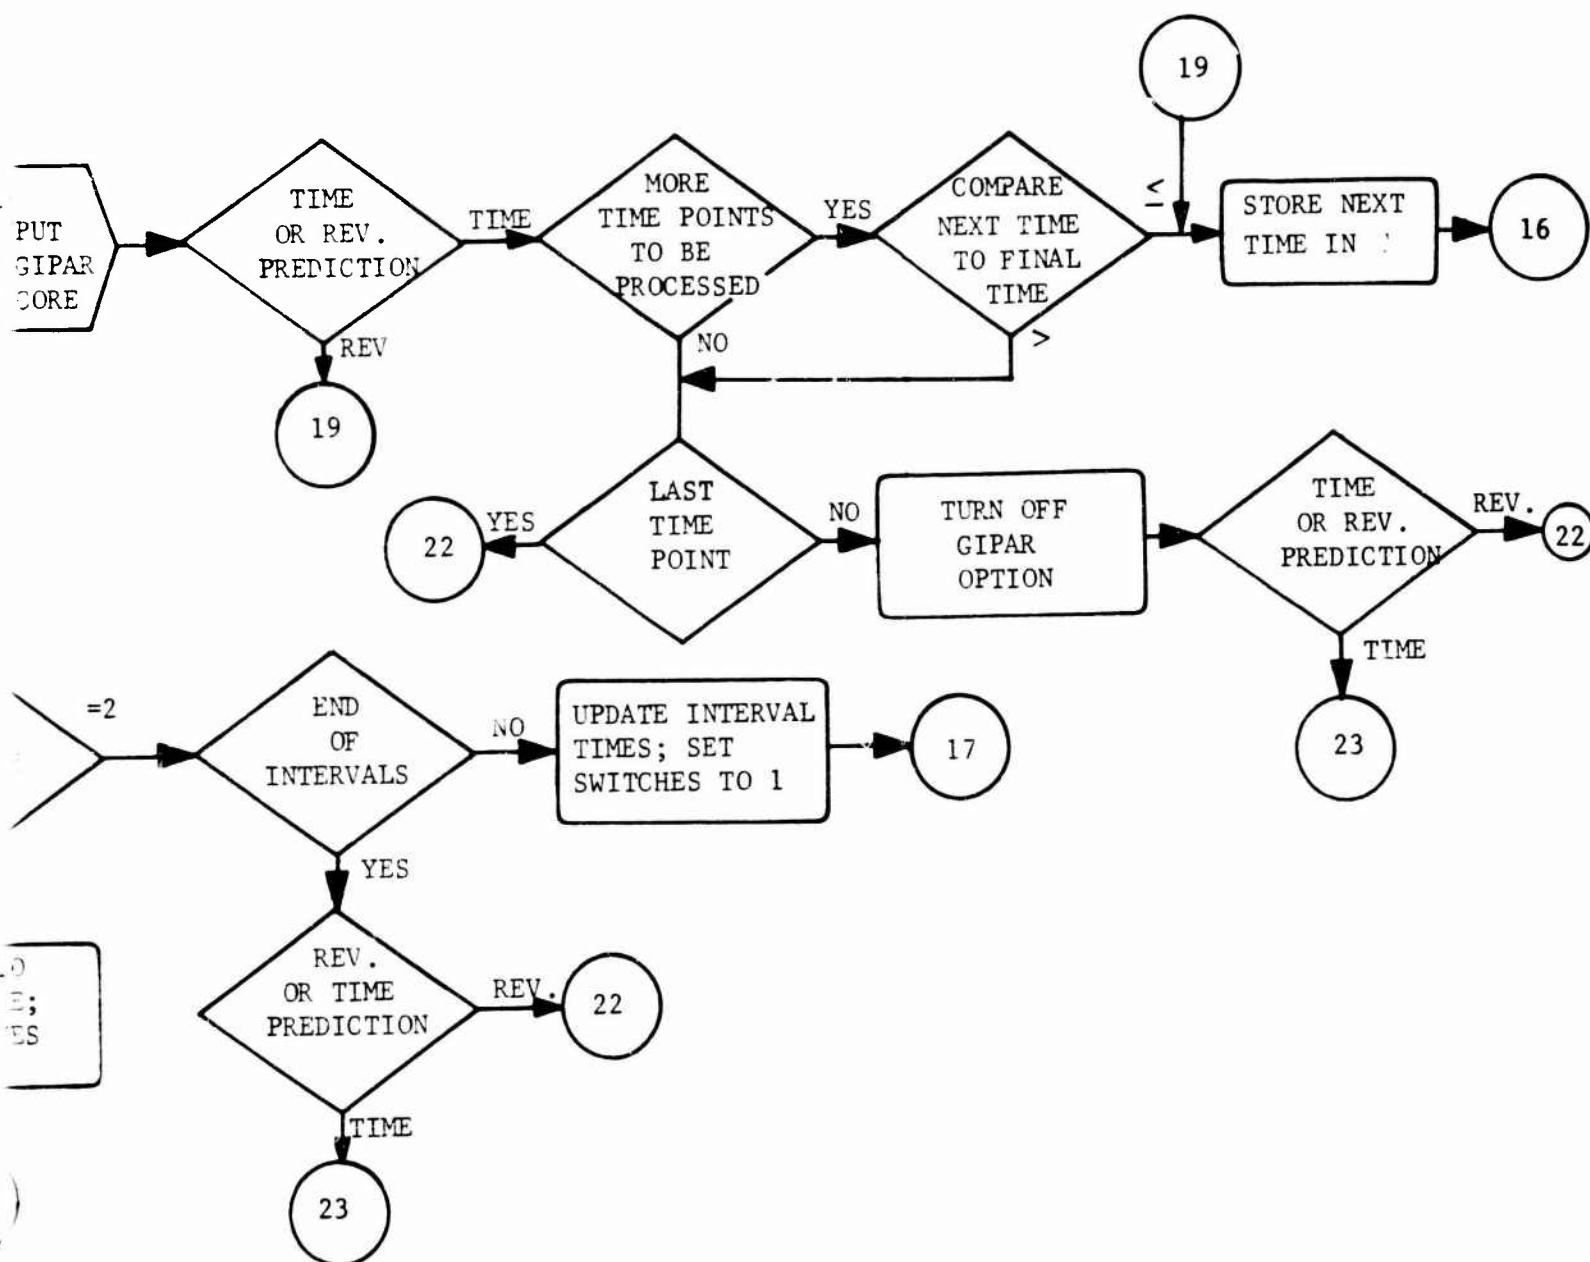 19
PUT
GIPAR
CORE
TIME
OR REV.
PREDICTION
TIME
REV
19
MORE
TIME POINTS
TO BE
PROCESSED
YES
NO
COMPARE
NEXT TIME
TO FINAL
TIME
≤
>
STORE NEXT
TIME IN
16
LAST
TIME
POINT
YES
22
NO
TURN OFF
GIPAR
OPTION
TIME
OR REV.
PREDICTION
REV.
22
TIME
23
=2
END
OF
INTERVALS
NO
UPDATE INTERVAL
TIMES; SET
SWITCHES TO 1
17
YES
REV.
OR TIME
PREDICTION
REV.
22
TIME
23